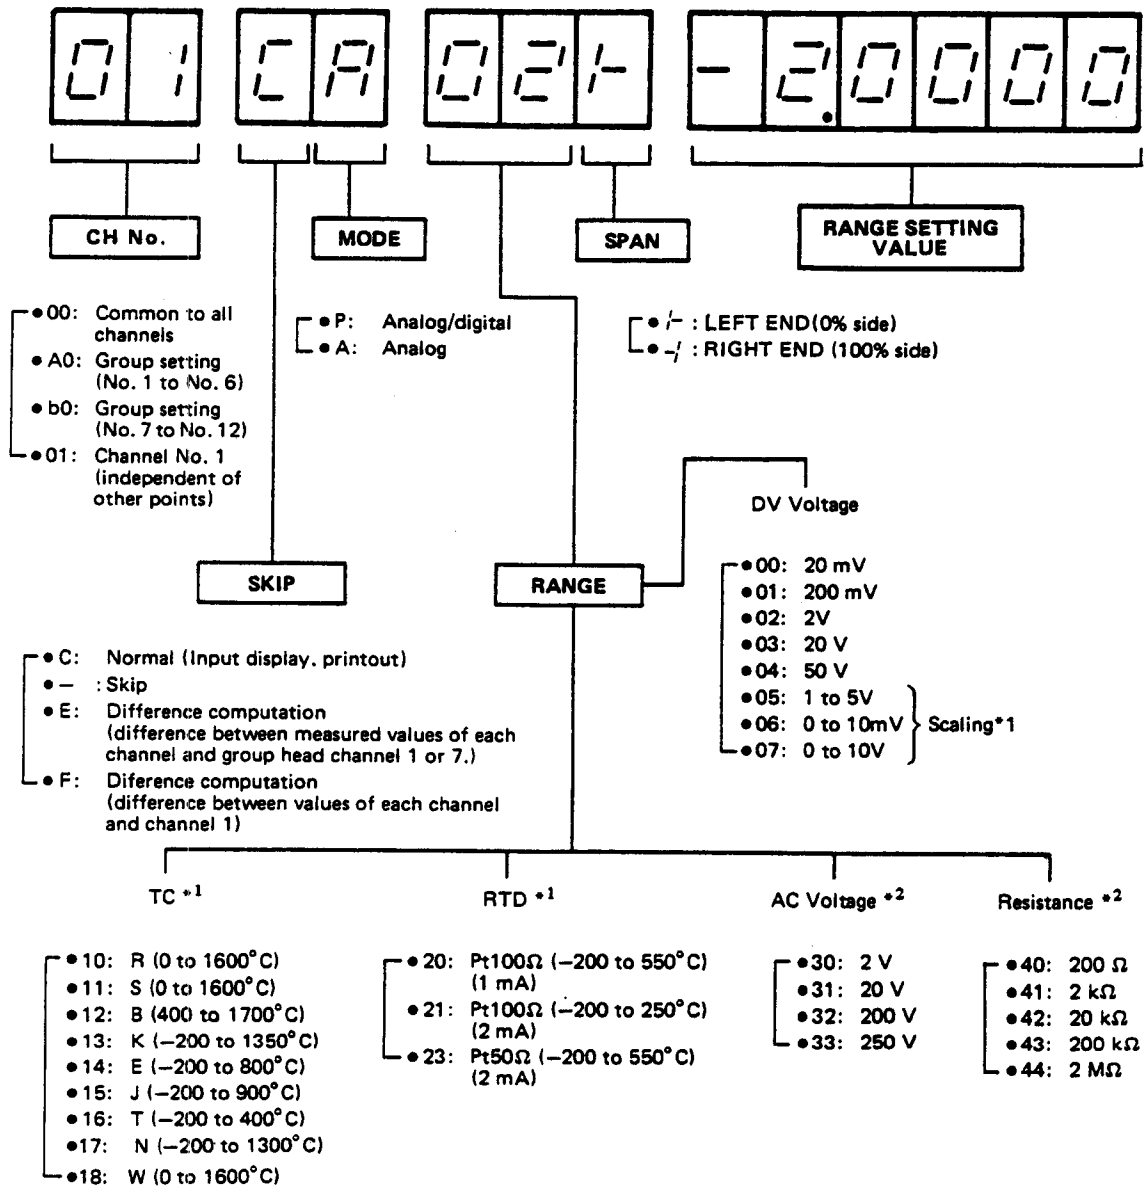 01 CA 02 |- - 2.0000
CH No.
MODE
SPAN
RANGE SETTING
VALUE
●00: Common to all
channels
●A0: Group setting
(No. 1 to No. 6)
●b0: Group setting
(No. 7 to No. 12)
●01: Channel No. 1
(independent of
other points)
●P: Analog/digital
●A: Analog
●/– : LEFT END(0% side)
●–/ : RIGHT END (100% side)
DV Voltage
SKIP
RANGE
●00: 20 mV
●01: 200 mV
●02: 2V
●03: 20 V
●04: 50 V
●05: 1 to 5V
●06: 0 to 10mV
●07: 0 to 10V
Scaling*1
●C: Normal (Input display. printout)
●– : Skip
●E: Difference computation
(difference between measured values of each
channel and group head channel 1 or 7.)
●F: Diference computation
(difference between values of each channel
and channel 1)
TC *1
RTD *1
AC Voltage *2
Resistance *2
●10: R (0 to 1600°C)
●11: S (0 to 1600°C)
●12: B (400 to 1700°C)
●13: K (–200 to 1350°C)
●14: E (–200 to 800°C)
●15: J (–200 to 900°C)
●16: T (–200 to 400°C)
●17: N (–200 to 1300°C)
●18: W (0 to 1600°C)
●20: Pt100Ω (–200 to 550°C)
(1 mA)
●21: Pt100Ω (–200 to 250°C)
(2 mA)
●23: Pt50Ω (–200 to 550°C)
(2 mA)
●30: 2 V
●31: 20 V
●32: 200 V
●33: 250 V
●40: 200 Ω
●41: 2 kΩ
●42: 20 kΩ
●43: 200 kΩ
●44: 2 MΩ